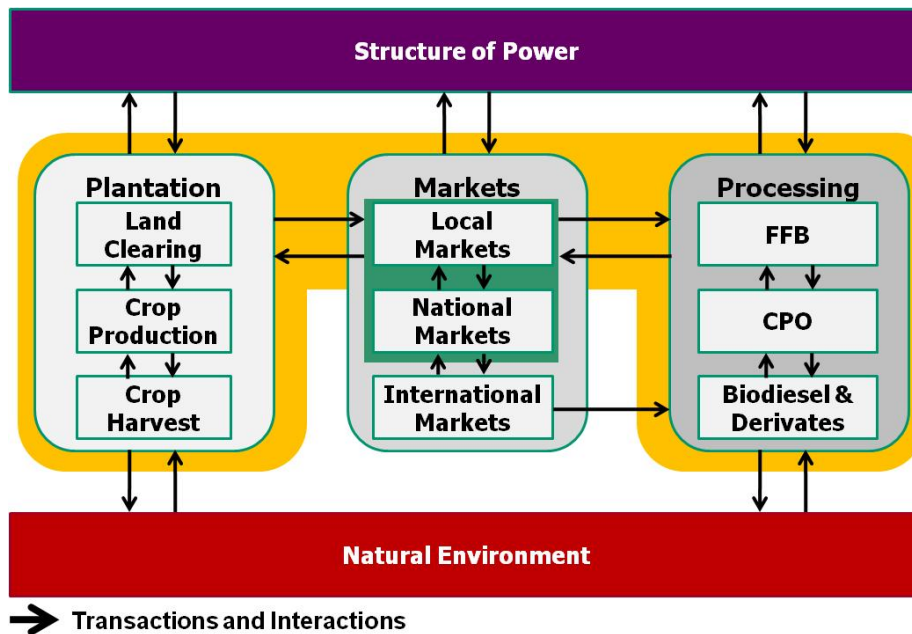 Structure of Power
Plantation
Land
Clearing
Crop
Production
Crop
Harvest
Markets
Local
Markets
National
Markets
International
Markets
Processing
FFB
CPO
Biodiesel &
Derivates
Natural Environment
Transactions and Interactions